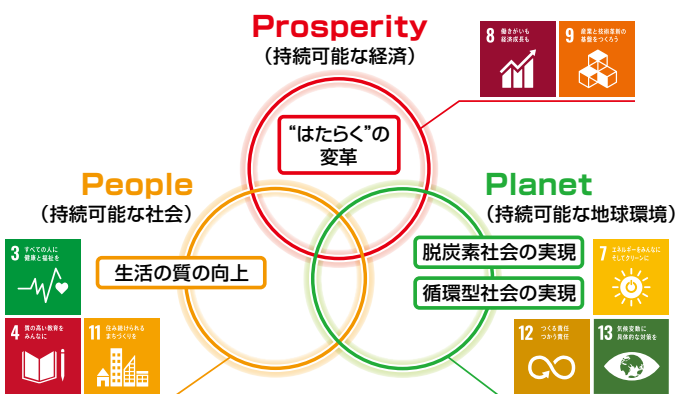 Prosperity
(持続可能な経済)
8 働きがいも
経済成長も
9 産業と技術革新の
基盤をつくろう
“はたらく”の
変革
People
(持続可能な社会)
Planet
(持続可能な地球環境)
3 すべての人に
健康と福祉を
生活の質の向上
脱炭素社会の実現
循環型社会の実現
7 エネルギーをみんなに
そしてクリーンに
4 質の高い教育を
みんなに
11 住み続けられる
まちづくりを
12 つくる責任
つかう責任
13 気候変動に
具体的な対策を